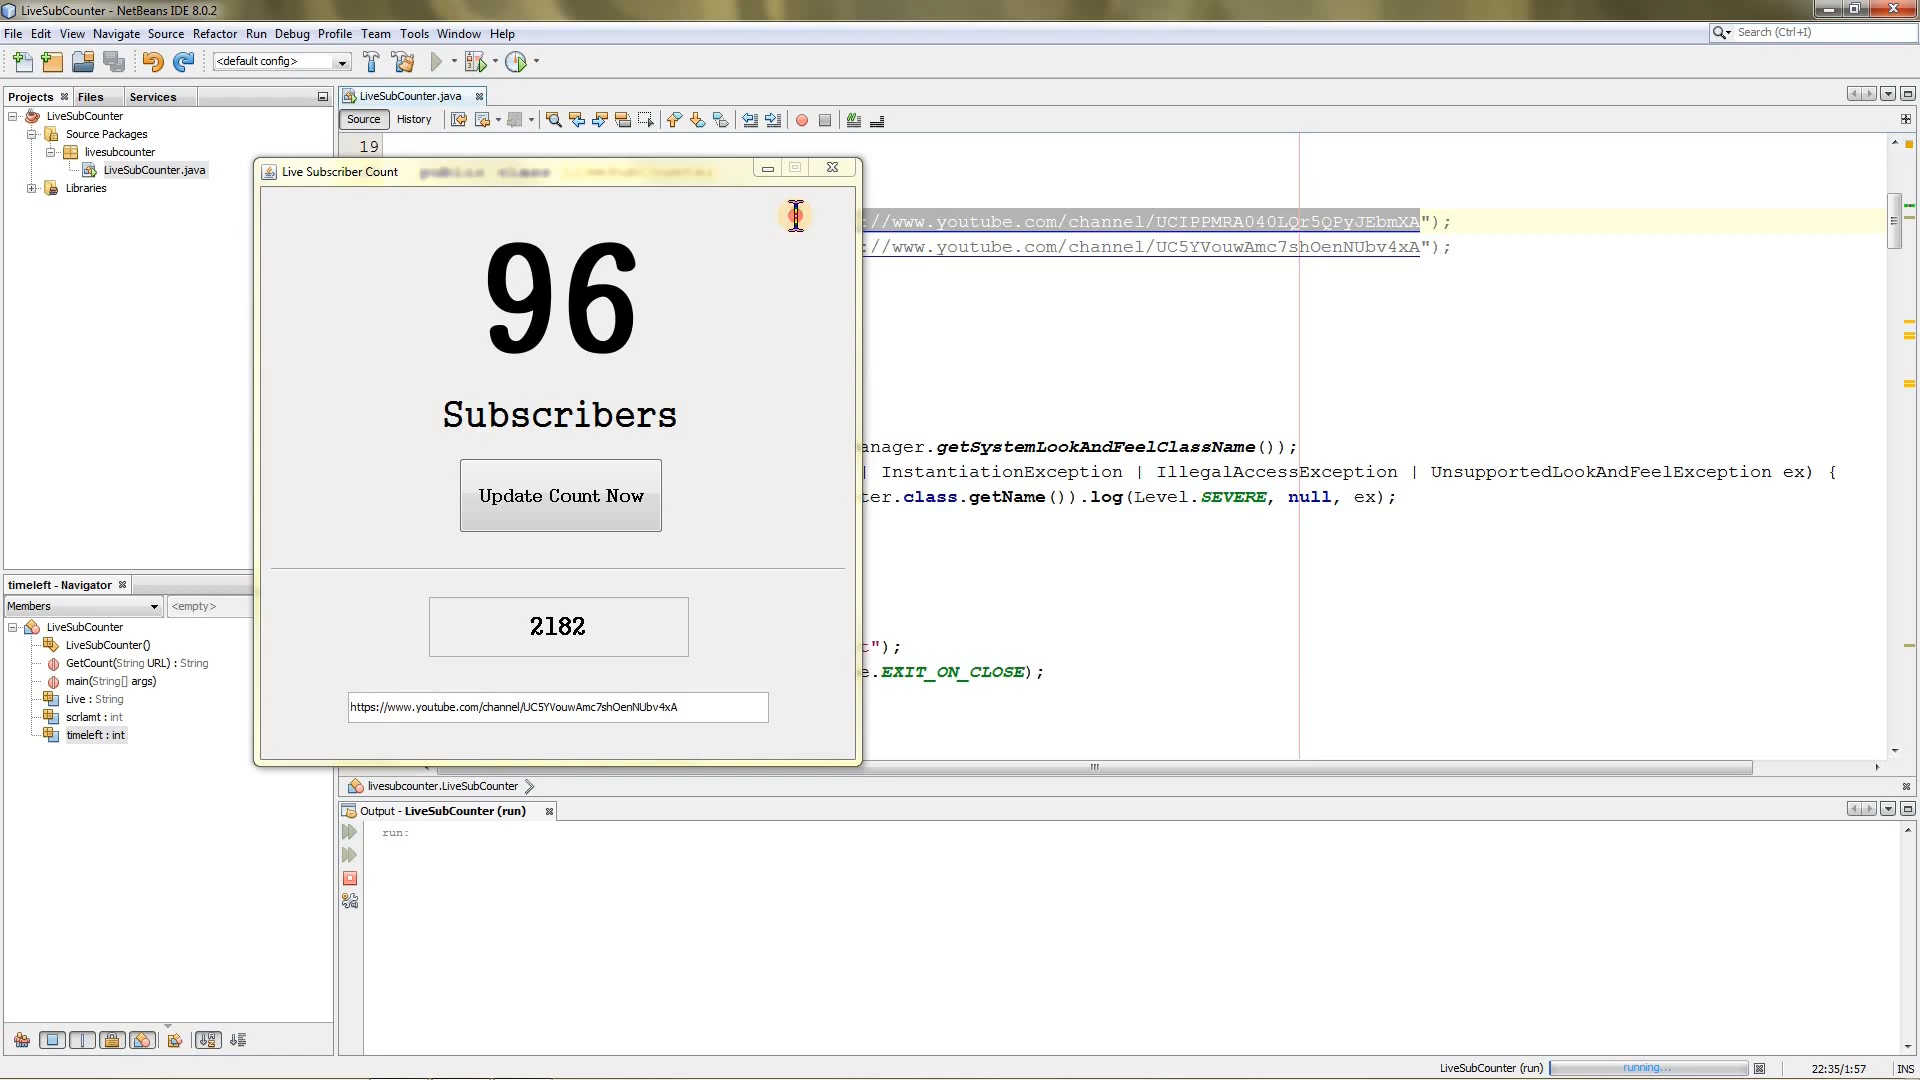 LiveSubCounter - NetBeans IDE 8.0.2
File Edit View Navigate Source Refactor Run Debug Profile Team Tools Window Help
Search (Ctrl+I)
<default config>
Projects Files Services
LiveSubCounter
Source Packages
livesubcounter
LiveSubCounter.java
Libraries
LiveSubCounter.java
Source History
19
Live Subscriber Count
public class
96
Subscribers
Update Count Now
2182
https://www.youtube.com/channel/UC5YVouwAmc7shOenNUbv4xA
://www.youtube.com/channel/UCIPPMRA040LQr5QPyJEbmXA");
://www.youtube.com/channel/UC5YVouwAmc7shOenNUbv4xA");
anager.getSystemLookAndFeelClassName());
| InstantiationException | IllegalAccessException | UnsupportedLookAndFeelException ex) {
ter.class.getName()).log(Level.SEVERE, null, ex);
t");
e.EXIT_ON_CLOSE);
timeleft - Navigator
Members
<empty>
LiveSubCounter
LiveSubCounter()
GetCount(String URL) : String
main(String[] args)
Live : String
scrlamt : int
timeleft : int
livesubcounter.LiveSubCounter
Output - LiveSubCounter (run)
run:
LiveSubCounter (run)
running...
22:35/1:57
INS